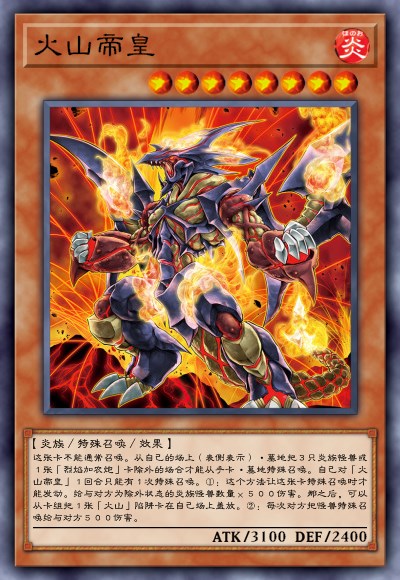 火山帝皇
ほのお
炎
【炎族／特殊召唤／效果】
这张卡不能通常召唤。从自己的场上（表侧表示）・墓地把３只炎族怪兽或
１张「烈焰加农炮」卡除外的场合才能从手卡・墓地特殊召唤。自己对「火
山帝皇」１回合只能有１次特殊召唤。①：这个方法让这张卡特殊召唤时才
能发动。给与对方为除外状态的炎族怪兽数量×５００伤害。那之后，可以
从卡组把１张「火山」陷阱卡在自己场上盖放。②：每次对方把怪兽特殊召
唤给与对方５００伤害。
ATK/3100 DEF/2400